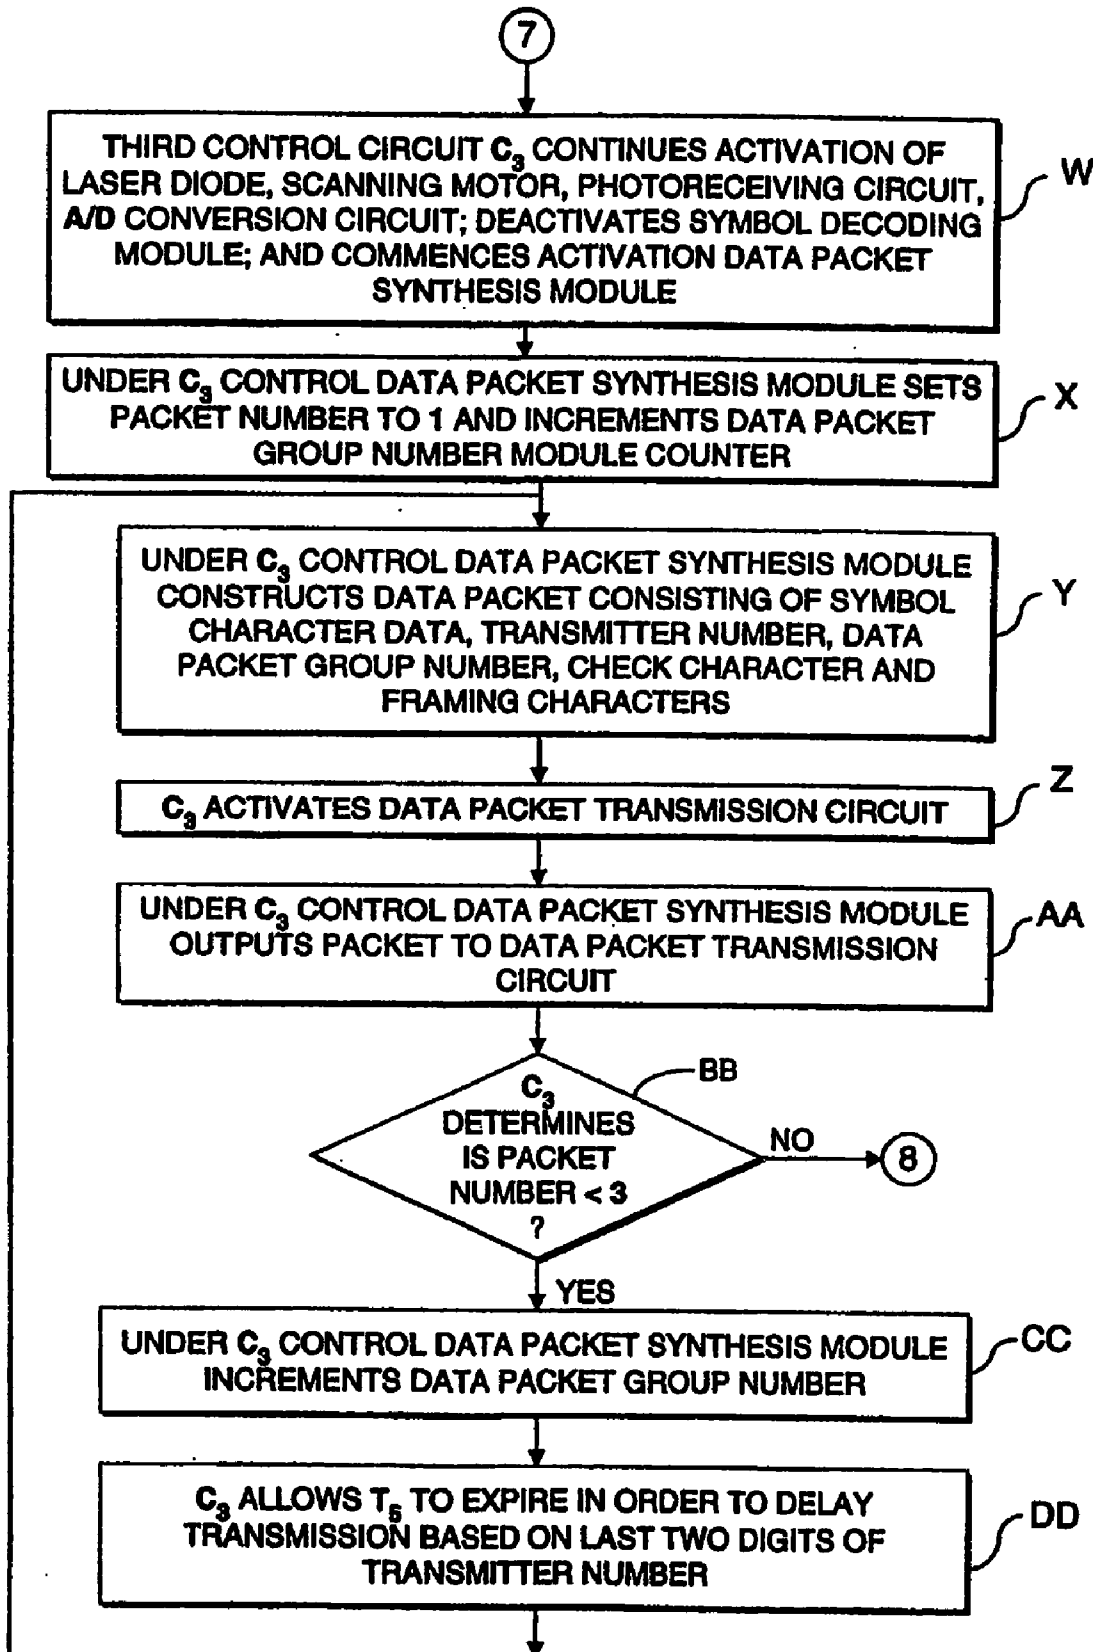 7
THIRD CONTROL CIRCUIT C3 CONTINUES ACTIVATION OF
LASER DIODE, SCANNING MOTOR, PHOTORECEIVING CIRCUIT,
A/D CONVERSION CIRCUIT; DEACTIVATES SYMBOL DECODING
MODULE; AND COMMENCES ACTIVATION DATA PACKET
SYNTHESIS MODULE
W
UNDER C3 CONTROL DATA PACKET SYNTHESIS MODULE SETS
PACKET NUMBER TO 1 AND INCREMENTS DATA PACKET
GROUP NUMBER MODULE COUNTER
X
UNDER C3 CONTROL DATA PACKET SYNTHESIS MODULE
CONSTRUCTS DATA PACKET CONSISTING OF SYMBOL
CHARACTER DATA, TRANSMITTER NUMBER, DATA
PACKET GROUP NUMBER, CHECK CHARACTER AND
FRAMING CHARACTERS
Y
C3 ACTIVATES DATA PACKET TRANSMISSION CIRCUIT
Z
UNDER C3 CONTROL DATA PACKET SYNTHESIS MODULE
OUTPUTS PACKET TO DATA PACKET TRANSMISSION
CIRCUIT
AA
C3
DETERMINES
IS PACKET
NUMBER < 3
?
BB
NO
8
YES
UNDER C3 CONTROL DATA PACKET SYNTHESIS MODULE
INCREMENTS DATA PACKET GROUP NUMBER
CC
C3 ALLOWS T5 TO EXPIRE IN ORDER TO DELAY
TRANSMISSION BASED ON LAST TWO DIGITS OF
TRANSMITTER NUMBER
DD